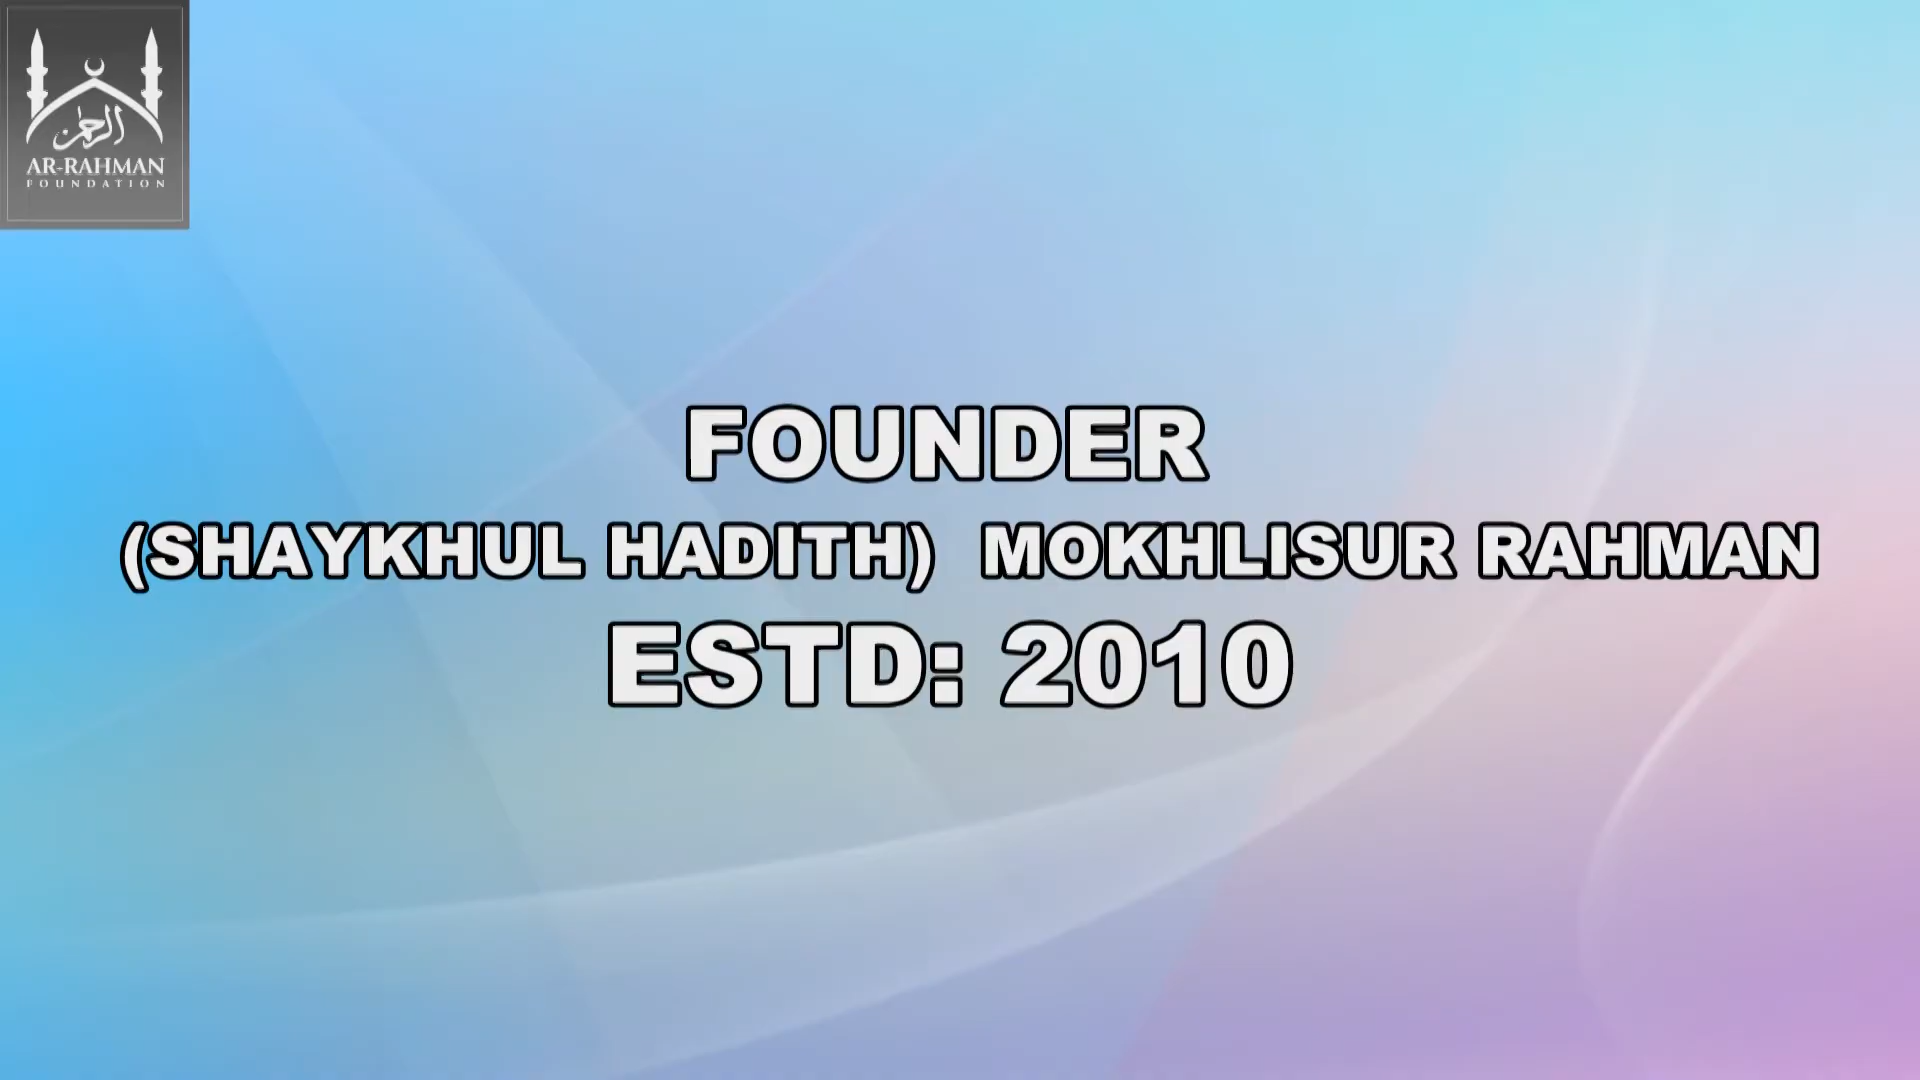 الرحمن
AR-RAHMAN
FOUNDATION
FOUNDER
(SHAYKHUL HADITH) MOKHLISUR RAHMAN
ESTD: 2010